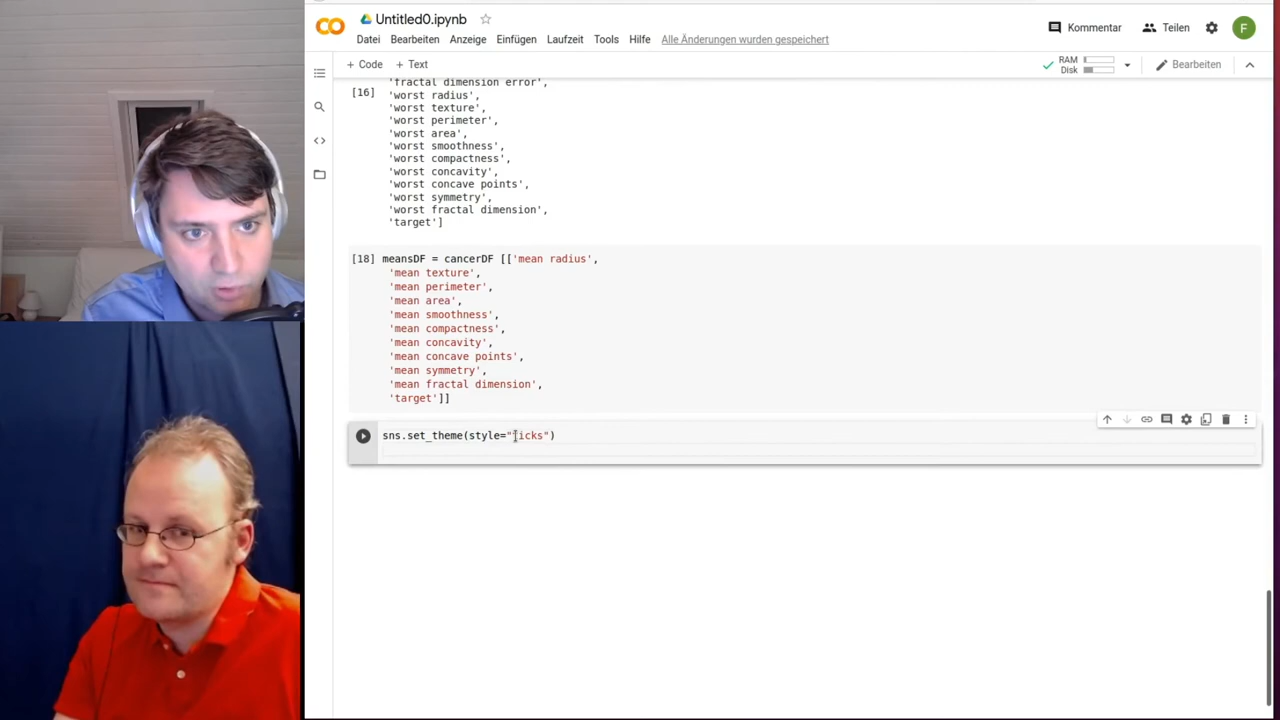 Untitled0.ipynb
Kommentar
Teilen
F
Datei Bearbeiten Anzeige Einfügen Laufzeit Tools Hilfe Alle Änderungen wurden gespeichert
+ Code + Text
RAM
Disk
Bearbeiten
'fractal dimension error',
[16] 'worst radius',
'worst texture',
'worst perimeter',
'worst area',
'worst smoothness',
'worst compactness',
'worst concavity',
'worst concave points',
'worst symmetry',
'worst fractal dimension',
'target']
[18] meansDF = cancerDF [['mean radius',
'mean texture',
'mean perimeter',
'mean area',
'mean smoothness',
'mean compactness',
'mean concavity',
'mean concave points',
'mean symmetry',
'mean fractal dimension',
'target']]
sns.set_theme(style="ticks")